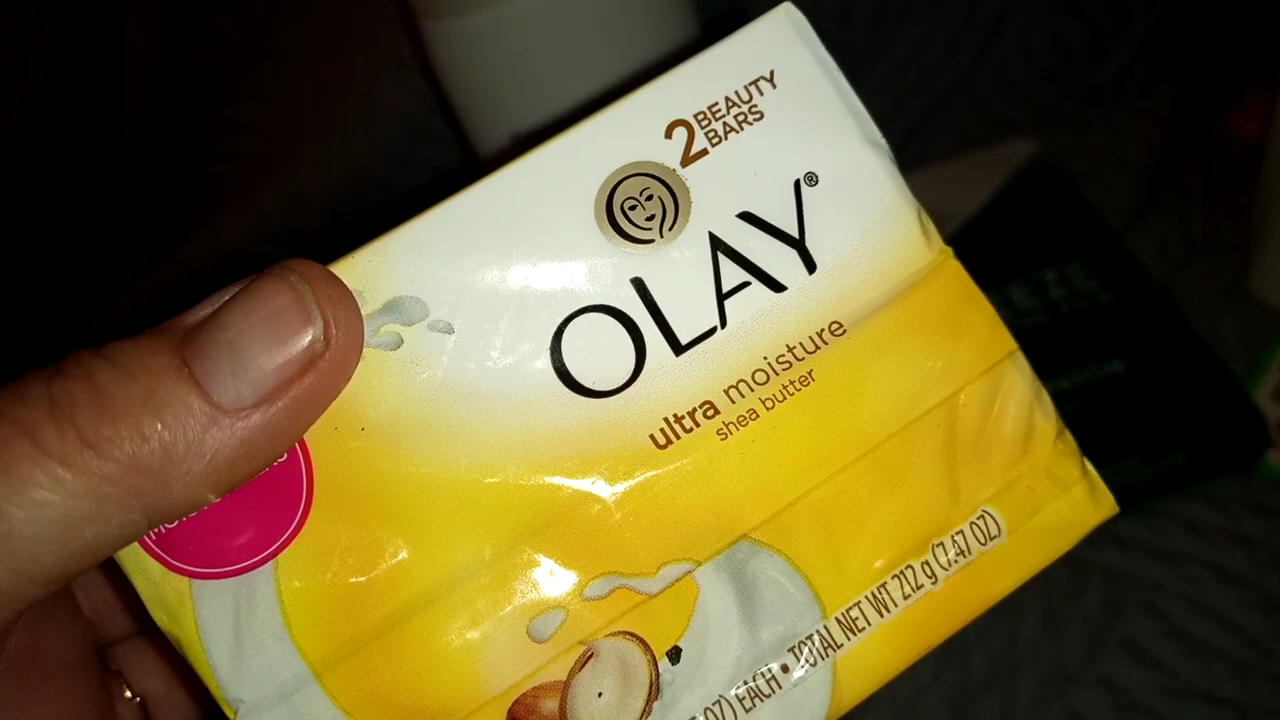 2 BEAUTY
BARS
OLAY®
ultra moisture
shea butter
OZ) EACH • TOTAL NET WT 212 g (7.47 OZ)